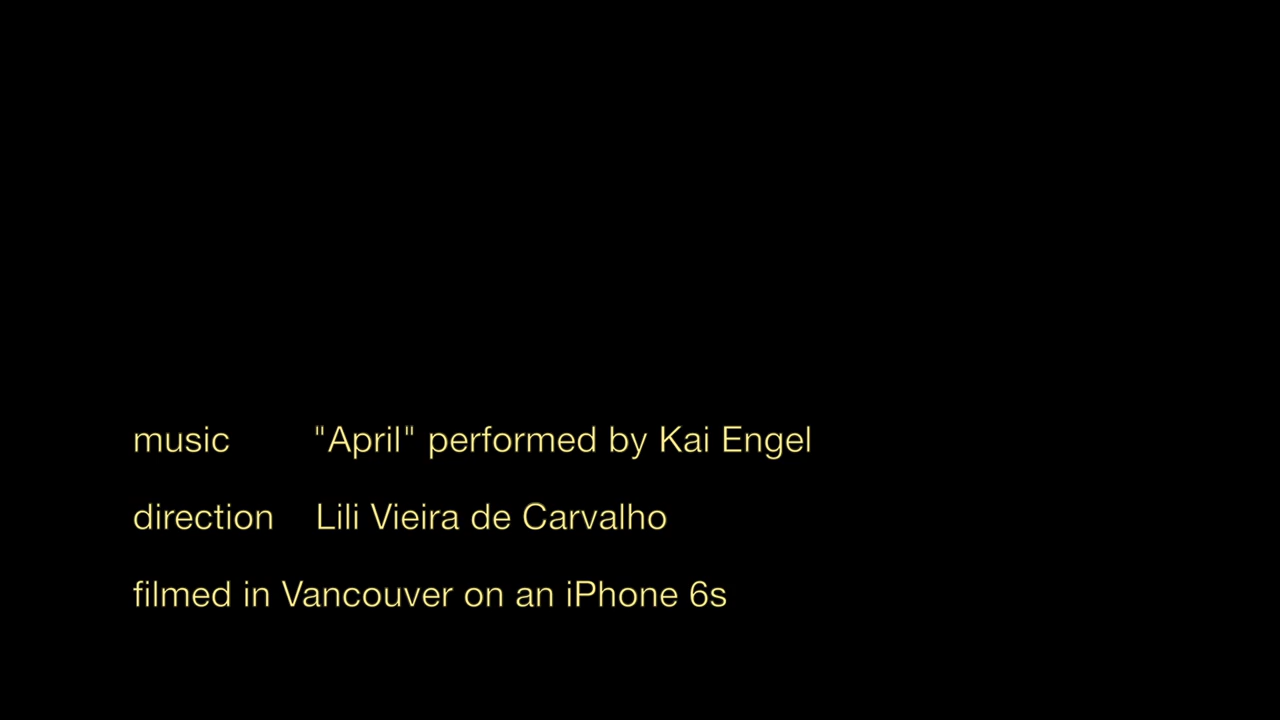 music "April" performed by Kai Engel
direction Lili Vieira de Carvalho
filmed in Vancouver on an iPhone 6s